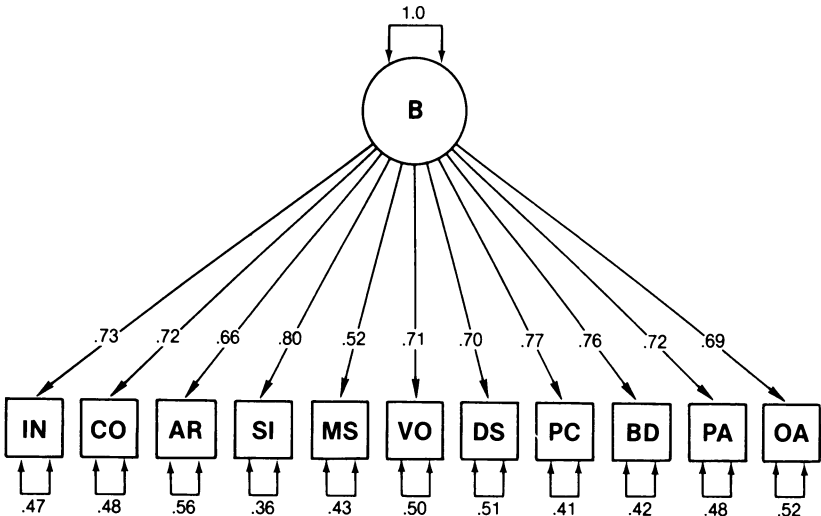 1.0
B
.73 .72 .66 .80 .52 .71 .70 .77 .76 .72 .69
IN CO AR SI MS VO DS PC BD PA OA
.47 .48 .56 .36 .43 .50 .51 .41 .42 .48 .52